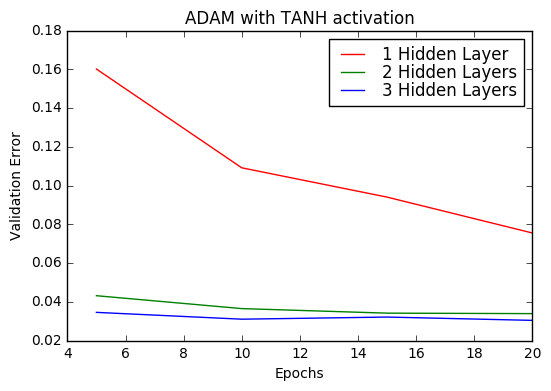 ADAM with TANH activation
1 Hidden Layer
2 Hidden Layers
3 Hidden Layers
Validation Error
0.18
0.16
0.14
0.12
0.10
0.08
0.06
0.04
0.02
4 6 8 10 12 14 16 18 20
Epochs